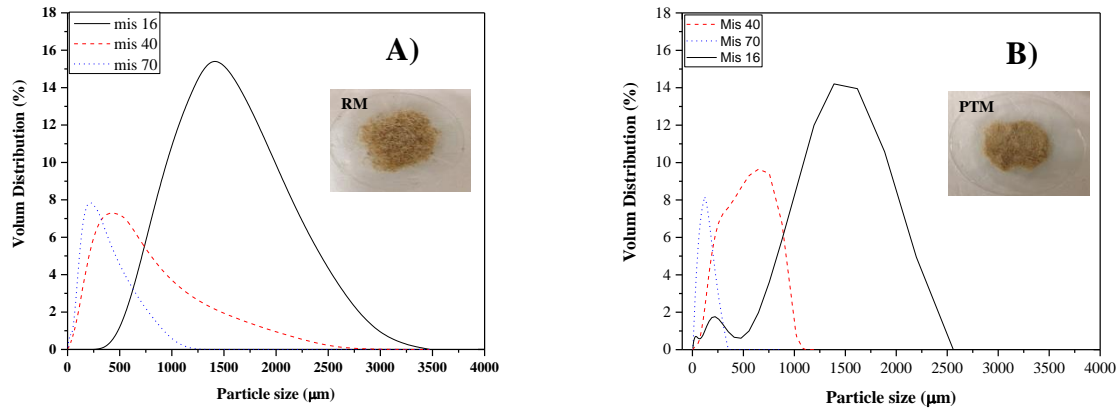 mis 16
mis 40
mis 70
A)
RM
Volum Distribution (%)
0
2
4
6
8
10
12
14
16
18
0 500 1000 1500 2000 2500 3000 3500 4000
Particle size (μm)
Mis 40
Mis 70
Mis 16
B)
PTM
Volum Distribution (%)
0
2
4
6
8
10
12
14
16
18
0 500 1000 1500 2000 2500 3000 3500 4000
Particle size (μm)